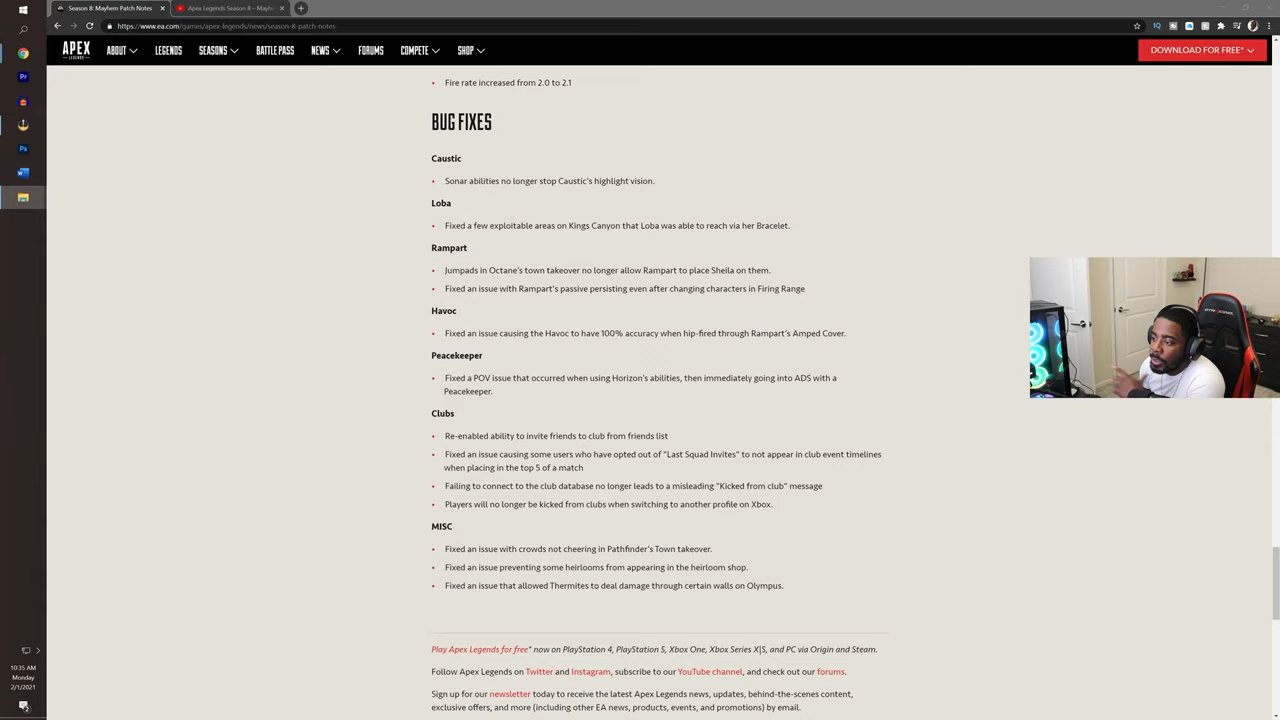 Season 8: Mayhem Patch Notes
Apex Legends Season 8 – Mayh
https://www.ea.com/games/apex-legends/news/season-8-patch-notes
APEX
LEGENDS
ABOUT
LEGENDS
SEASONS
BATTLE PASS
NEWS
FORUMS
COMPETE
SHOP
DOWNLOAD FOR FREE*
• Fire rate increased from 2.0 to 2.1
BUG FIXES
Caustic
• Sonar abilities no longer stop Caustic's highlight vision.
Loba
• Fixed a few exploitable areas on Kings Canyon that Loba was able to reach via her Bracelet.
Rampart
• Jumpads in Octane's town takeover no longer allow Rampart to place Sheila on them.
• Fixed an issue with Rampart's passive persisting even after changing characters in Firing Range
Havoc
• Fixed an issue causing the Havoc to have 100% accuracy when hip-fired through Rampart's Amped Cover.
Peacekeeper
• Fixed a POV issue that occurred when using Horizon's abilities, then immediately going into ADS with a
Peacekeeper.
Clubs
• Re-enabled ability to invite friends to club from friends list
• Fixed an issue causing some users who have opted out of "Last Squad Invites" to not appear in club event timelines
when placing in the top 5 of a match
• Failing to connect to the club database no longer leads to a misleading "Kicked from club" message
• Players will no longer be kicked from clubs when switching to another profile on Xbox.
MISC
• Fixed an issue with crowds not cheering in Pathfinder's Town takeover.
• Fixed an issue preventing some heirlooms from appearing in the heirloom shop.
• Fixed an issue that allowed Thermites to deal damage through certain walls on Olympus.
Play Apex Legends for free* now on PlayStation 4, PlayStation 5, Xbox One, Xbox Series X|S, and PC via Origin and Steam.
Follow Apex Legends on Twitter and Instagram, subscribe to our YouTube channel, and check out our forums.
Sign up for our newsletter today to receive the latest Apex Legends news, updates, behind-the-scenes content,
exclusive offers, and more (including other EA news, products, events, and promotions) by email.
Pr
Ps
W
10:35 AM
Monday
2/1/2021